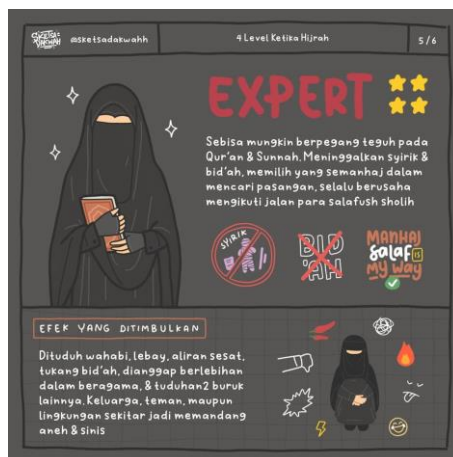 SKETSA DAKWAH
@sketsadakwahh
4 Level Ketika Hijrah
5/6
EXPERT
Sebisa mungkin berpegang teguh pada
Qur'an & Sunnah. Meninggalkan syirik &
bid'ah, memilih yang semanhaj dalam
mencari pasangan, selalu berusaha
mengikuti jalan para salafush sholih
SYIRIK
BID
'AH
MANHAJ
Salaf IS
MY WAY
EFEK YANG DITIMBULKAN
Dituduh wahabi, lebay, aliran sesat,
tukang bid'ah, dianggap berlebihan
dalam beragama, & tuduhan2 buruk
lainnya. Keluarga, teman, maupun
lingkungan sekitar jadi memandang
aneh & sinis